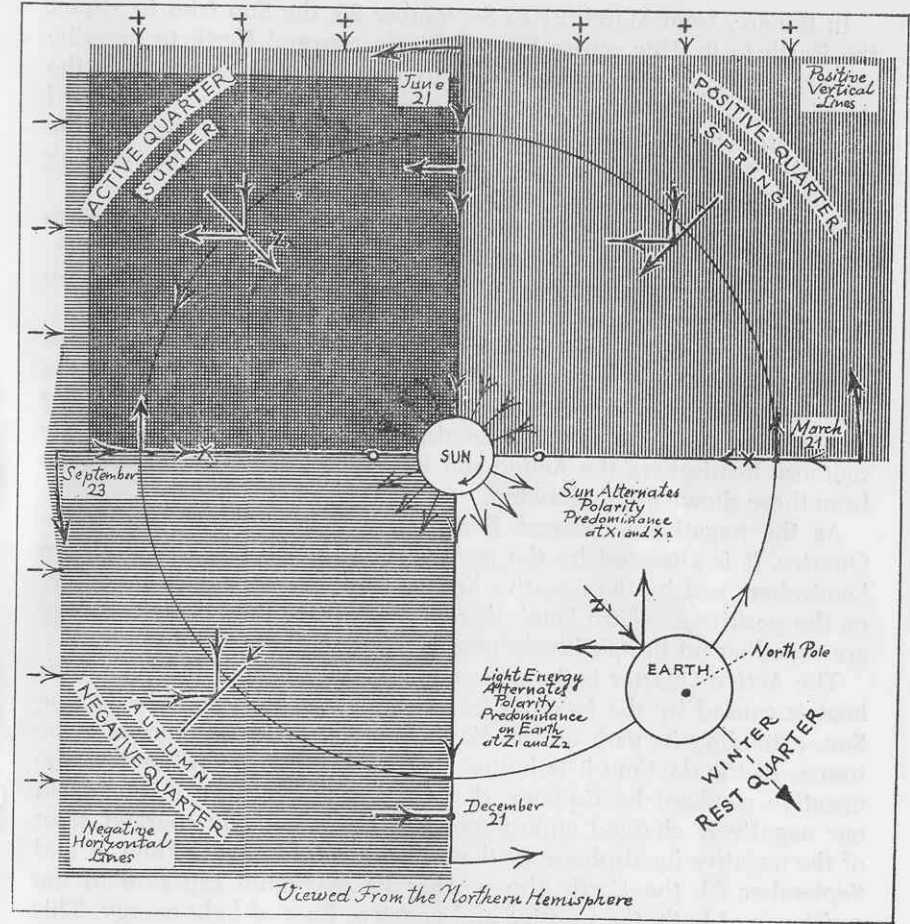 June
21
Positive
Vertical
Lines
ACTIVE QUARTER
SUMMER
POSITIVE QUARTER
SPRING
March
21
SUN
September
23
Sun Alternates
Polarity
Predominance
at X1 and X2
Z1
EARTH
North Pole
Light Energy
Alternates
Polarity
Predominance
on Earth
at Z1 and Z2
AUTUMN
NEGATIVE QUARTER
WINTER
REST QUARTER
December
21
Negative
Horizontal
Lines
Viewed From the Northern Hemisphere